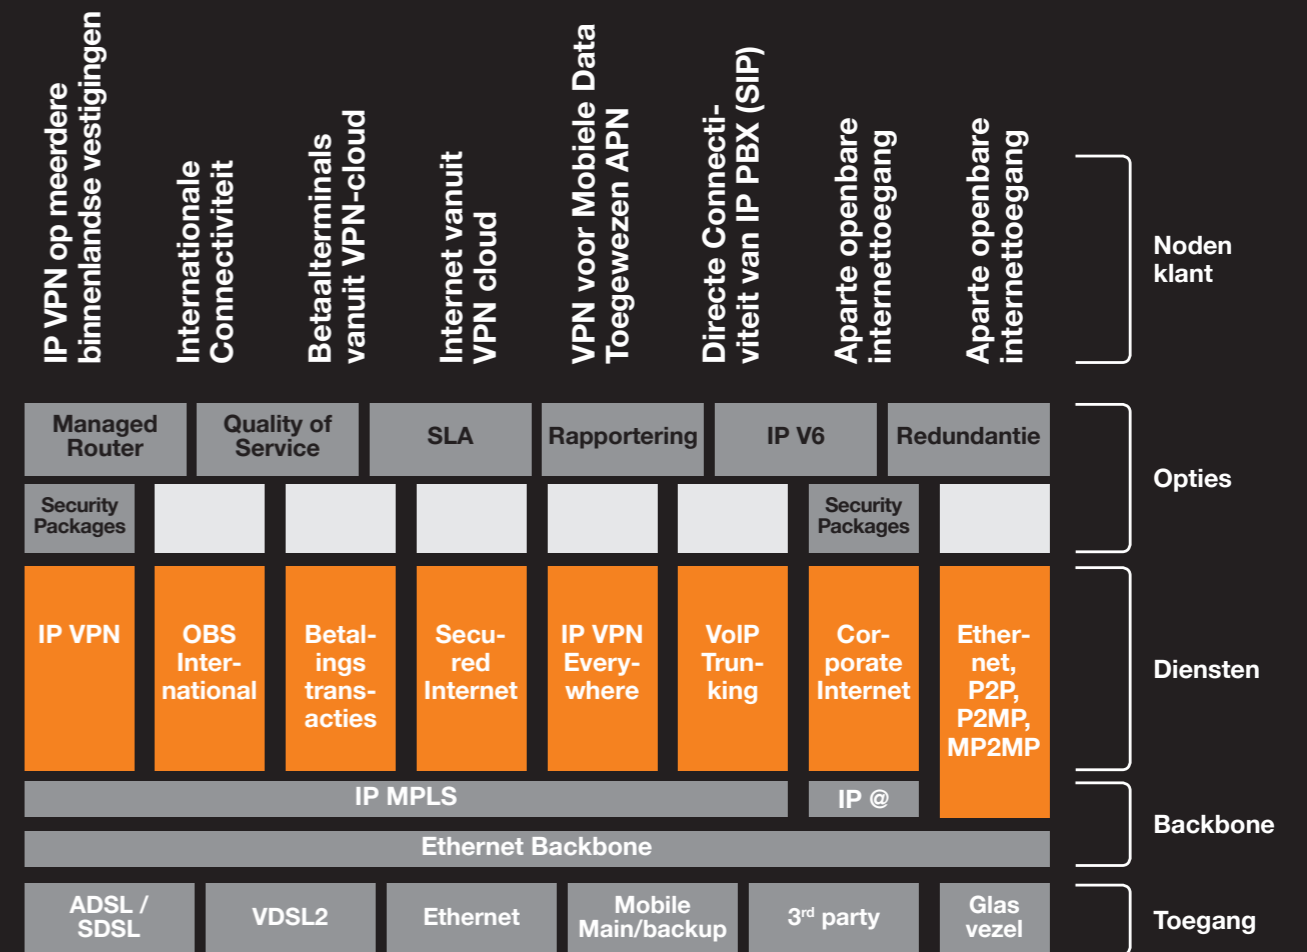 IP VPN op meerdere
binnenlandse vestigingen
Internationale
Connectiviteit
Betaalterminals
vanuit VPN-cloud
Internet vanuit
VPN cloud
VPN voor Mobiele Data
Toegewezen APN
Directe Connecti-
viteit van IP PBX (SIP)
Aparte openbare
internettoegang
Aparte openbare
internettoegang
Noden
klant
Managed
Router
Quality of
Service
SLA
Rapportering
IP V6
Redundantie
Opties
Security
Packages
Security
Packages
IP VPN
OBS
Inter-
national
Betal-
ings
trans-
acties
Secu-
red
Internet
IP VPN
Every-
where
VoIP
Trun-
king
Cor-
porate
Internet
Ether-
net,
P2P,
P2MP,
MP2MP
Diensten
IP MPLS
IP @
Backbone
Ethernet Backbone
ADSL /
SDSL
VDSL2
Ethernet
Mobile
Main/backup
3rd party
Glas
vezel
Toegang